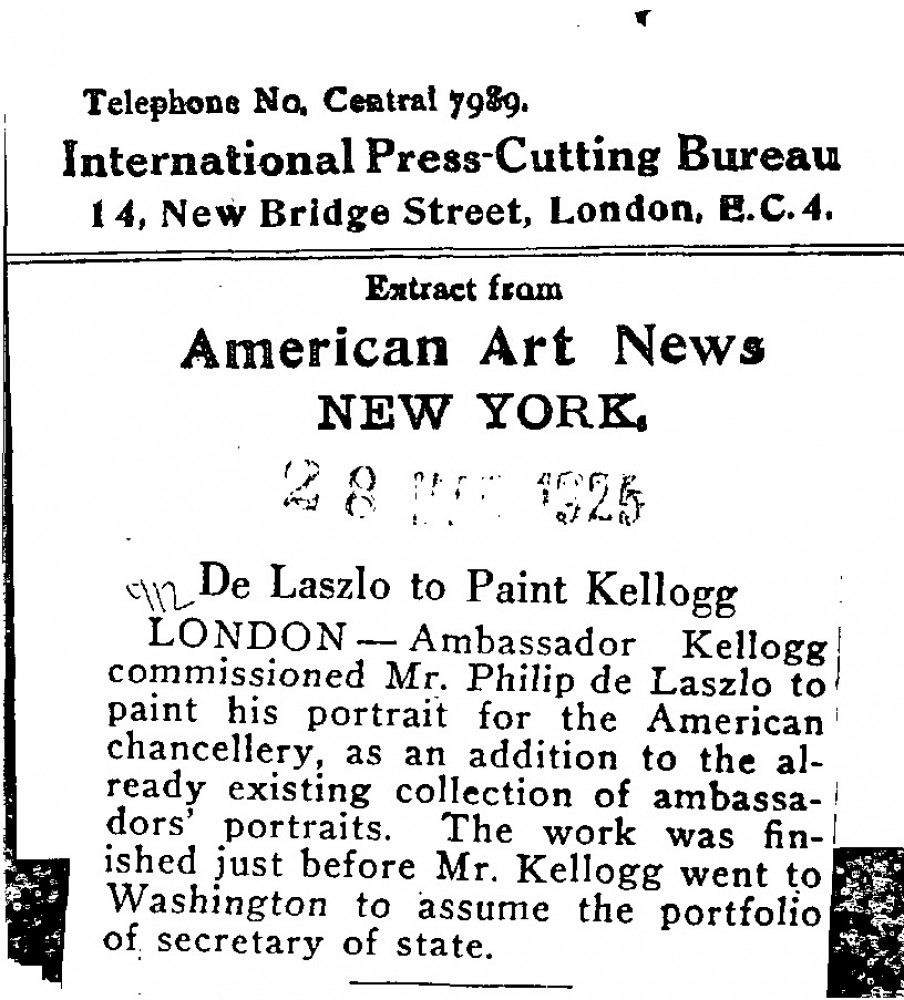 Telephone No. Central 7989.
International Press-Cutting Bureau
14, New Bridge Street, London, E.C.4.
Extract from
American Art News
NEW YORK.
28 1925
De Laszlo to Paint Kellogg
LONDON — Ambassador Kellogg
commissioned Mr. Philip de Laszlo to
paint his portrait for the American
chancellery, as an addition to the al-
ready existing collection of ambassa-
dors' portraits. The work was fin-
ished just before Mr. Kellogg went to
Washington to assume the portfolio
of secretary of state.